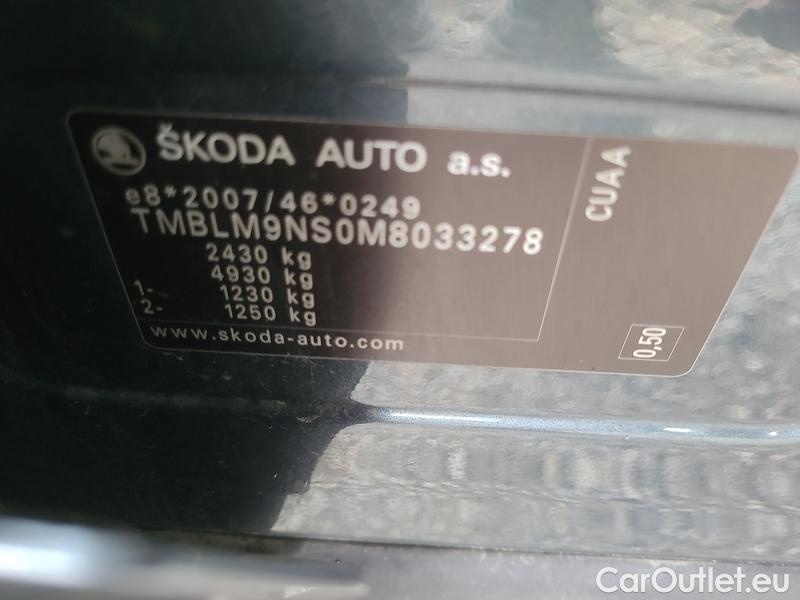 ŠKODA AUTO a.s.
e8*2007/46*0249
TMBLM9NS0M8033278
2430 kg
4930 kg
1- 1230 kg
2- 1250 kg
www.skoda-auto.com
CUAA
0,50
CarOutlet.eu